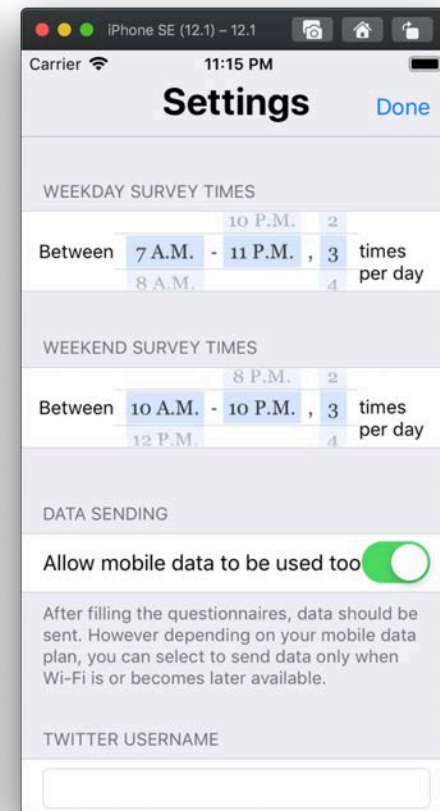 iPhone SE (12.1) – 12.1
Carrier 11:15 PM
Settings Done
WEEKDAY SURVEY TIMES
10 P.M. 2
Between 7 A.M. - 11 P.M. , 3 times per day
8 A.M. 4
WEEKEND SURVEY TIMES
8 P.M. 2
Between 10 A.M. - 10 P.M. , 3 times per day
12 P.M. 4
DATA SENDING
Allow mobile data to be used too
After filling the questionnaires, data should be
sent. However depending on your mobile data
plan, you can select to send data only when
Wi-Fi is or becomes later available.
TWITTER USERNAME